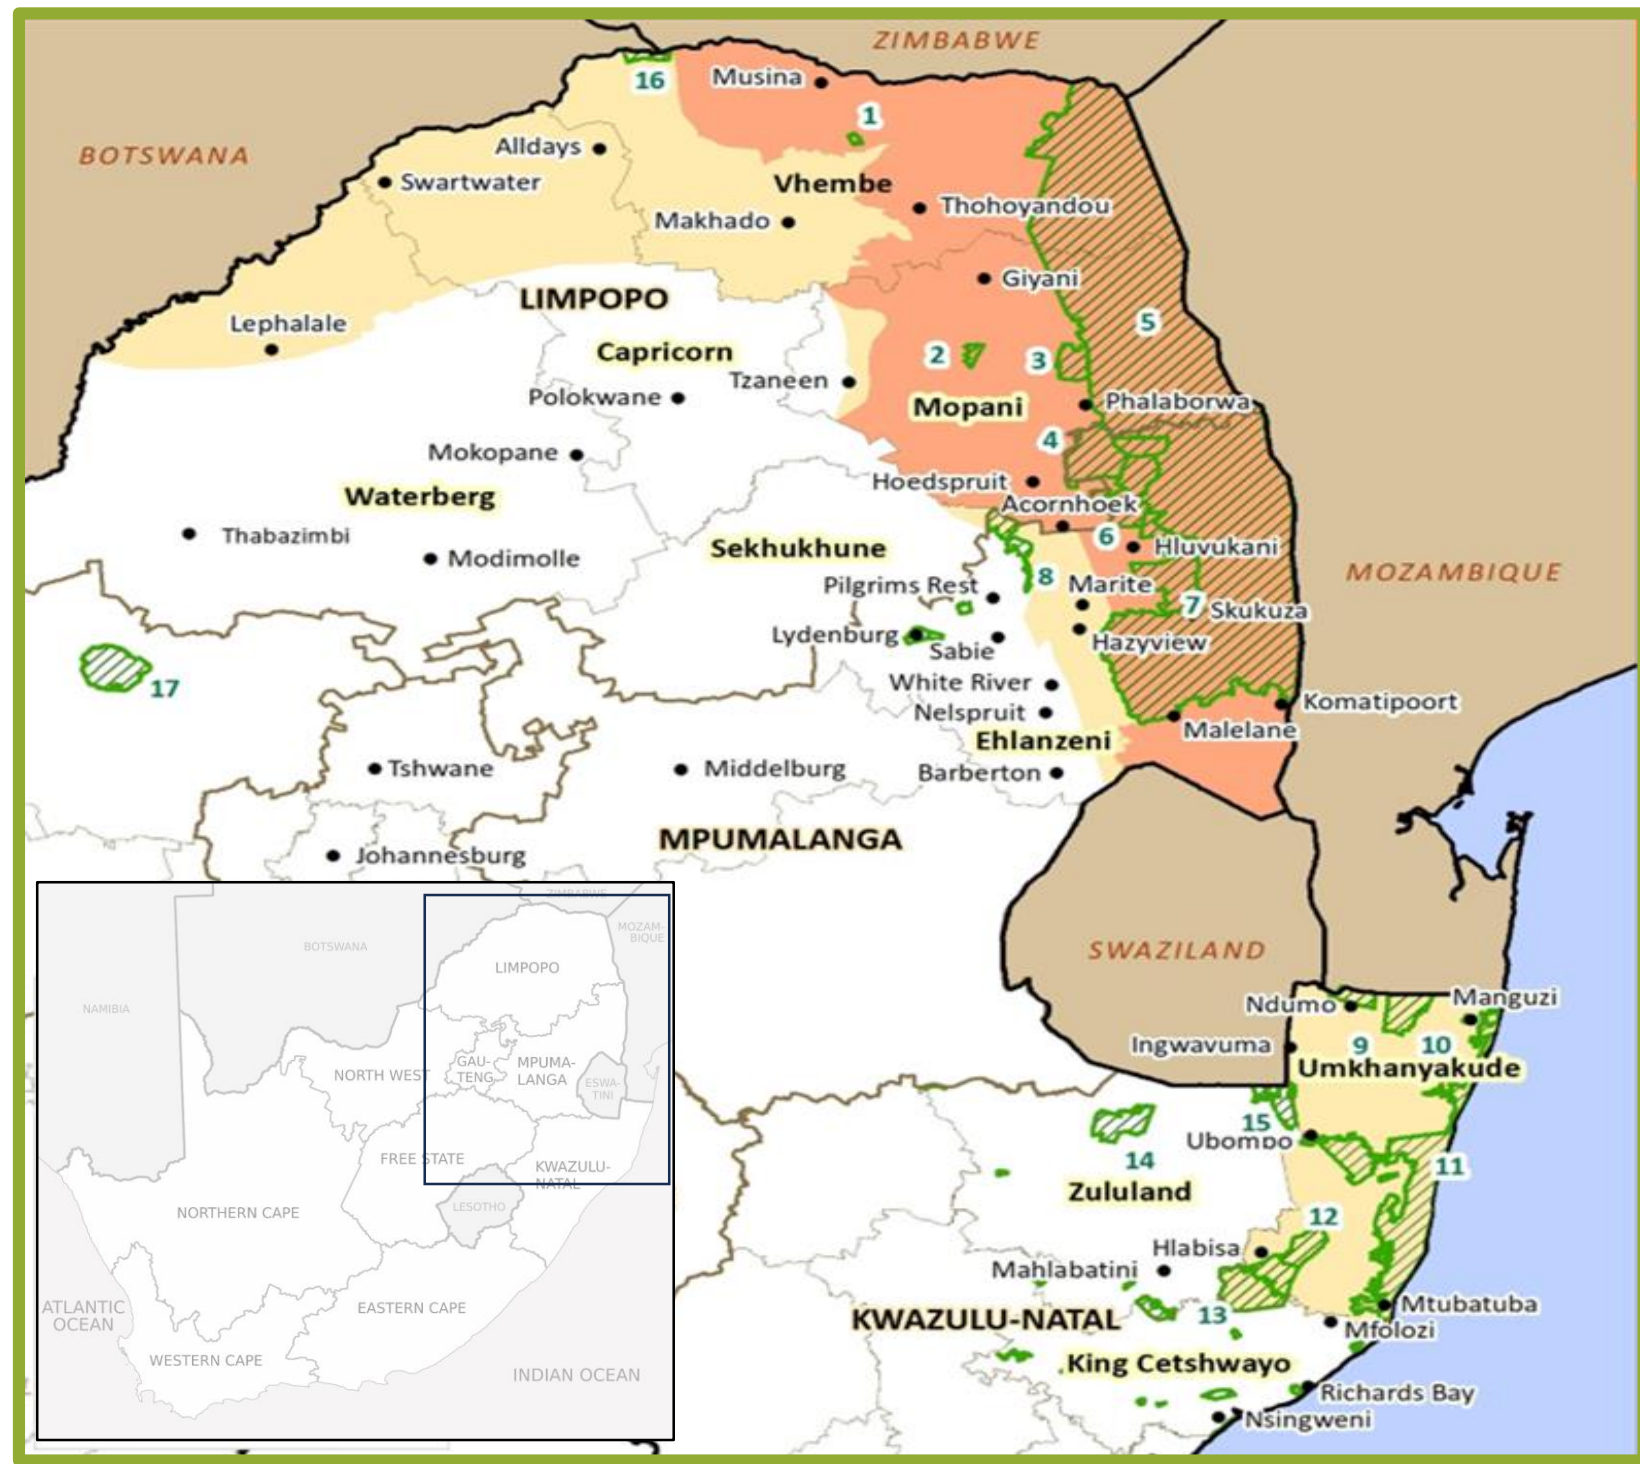 ZIMBABWE
16
Musina
1
BOTSWANA
Alldays
Swartwater
Vhembe
Makhado
Thohoyandou
Giyani
LIMPOPO
Lephalale
5
Capricorn
2
3
Tzaneen
Polokwane
Mopani
Phalaborwa
4
Mokopane
Hoedspruit
Waterberg
Acornhoek
Thabazimbi
6
Sekhukhune
Hluvukani
Modimolle
MOZAMBIQUE
8
Marite
Pilgrims Rest
7
Skukuza
Lydenburg
Sabie
Hazyview
17
White River
Komatipoort
Nelspruit
Malelane
Ehlanzeni
Tshwane
Middelburg
Barberton
MPUMALANGA
Johannesburg
SWAZILAND
Ndumo
Manguzi
Ingwavuma
9
10
Umkhanyakude
15
Ubombo
14
11
Zululand
12
Hlabisa
Mahlabatini
13
Mtubatuba
KWAZULU-NATAL
Mfolozi
King Cetshwayo
Richards Bay
Nsingweni
ZIMBABWE
MOZAM-
BIQUE
BOTSWANA
LIMPOPO
NAMIBIA
NORTH WEST
GAU-
TENG
MPUMA-
LANGA
ESWA-
TINI
FREE STATE
KWAZULU-
NATAL
LESOTHO
NORTHERN CAPE
ATLANTIC
OCEAN
EASTERN CAPE
WESTERN CAPE
INDIAN OCEAN